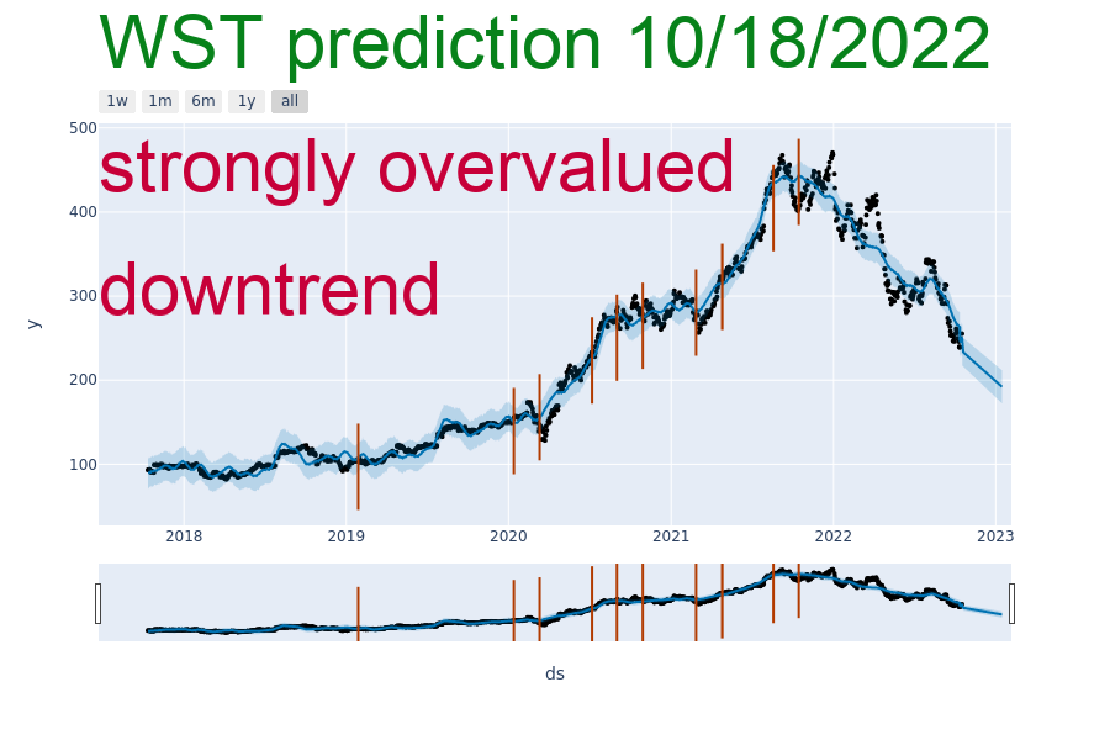 WST prediction 10/18/2022
1w 1m 6m 1y all
500
strongly overvalued
400
downtrend
300
y
200
100
2018 2019 2020 2021 2022 2023
ds